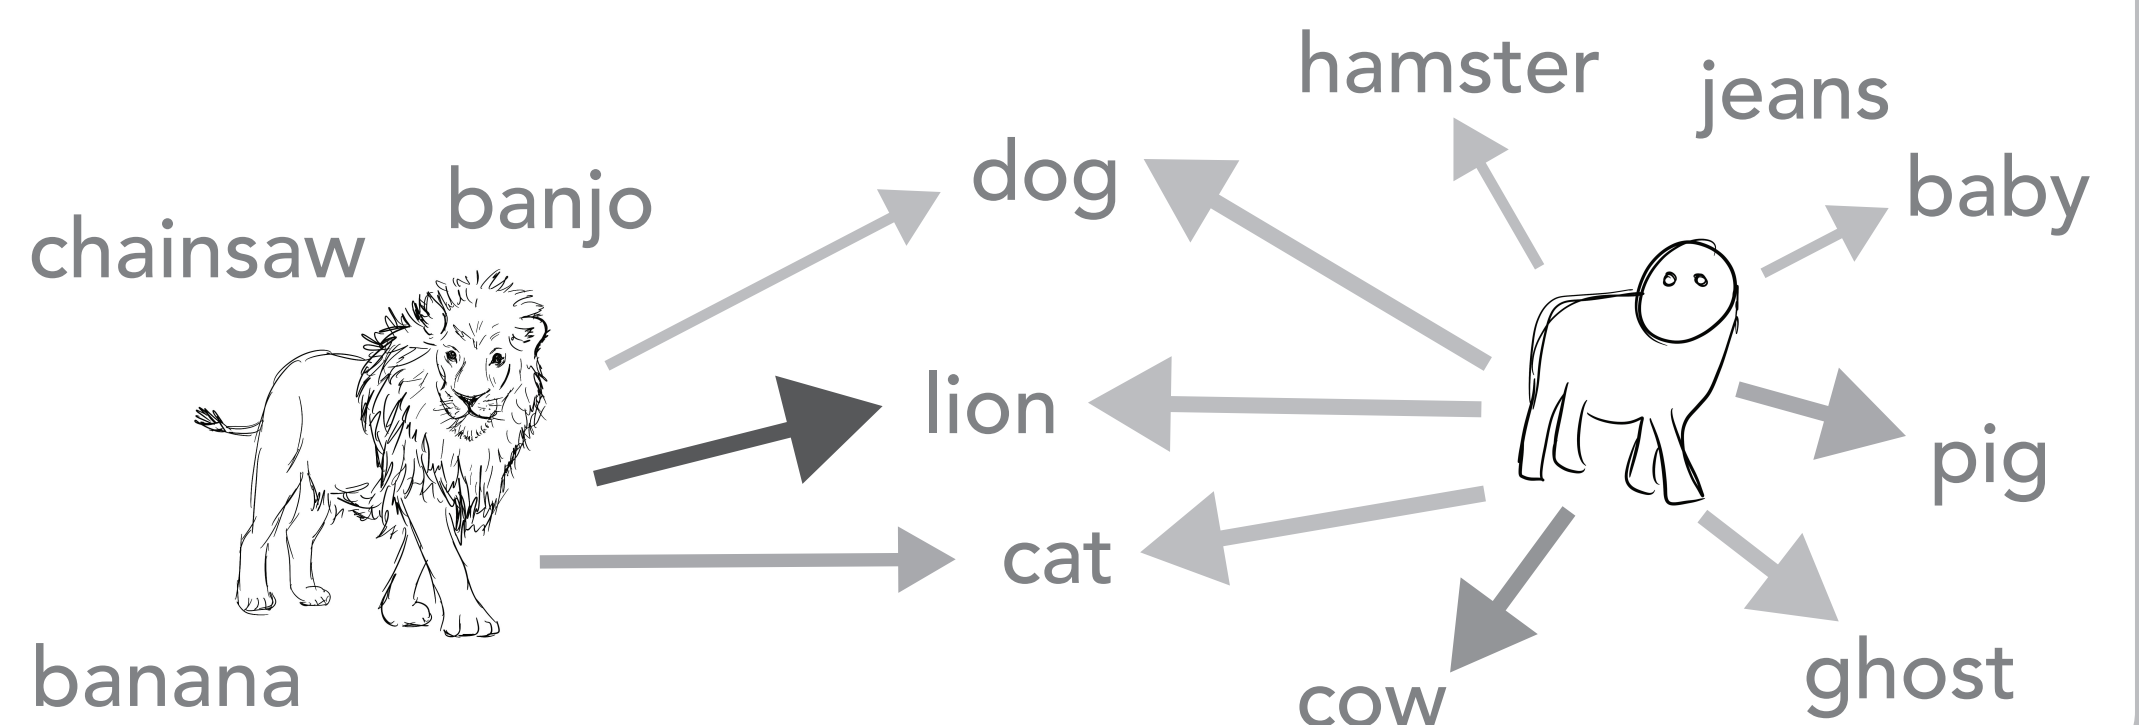 hamster
jeans
dog
baby
banjo
chainsaw
lion
pig
cat
banana
ghost
cow